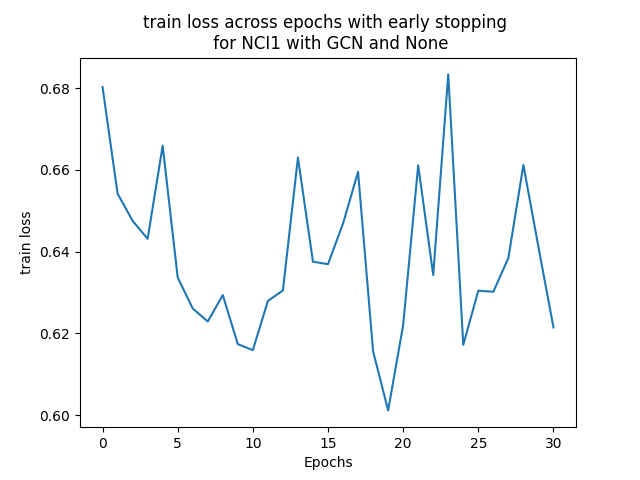 train loss across epochs with early stopping
for NCI1 with GCN and None
train loss
0.68
0.66
0.64
0.62
0.60
0 5 10 15 20 25 30
Epochs